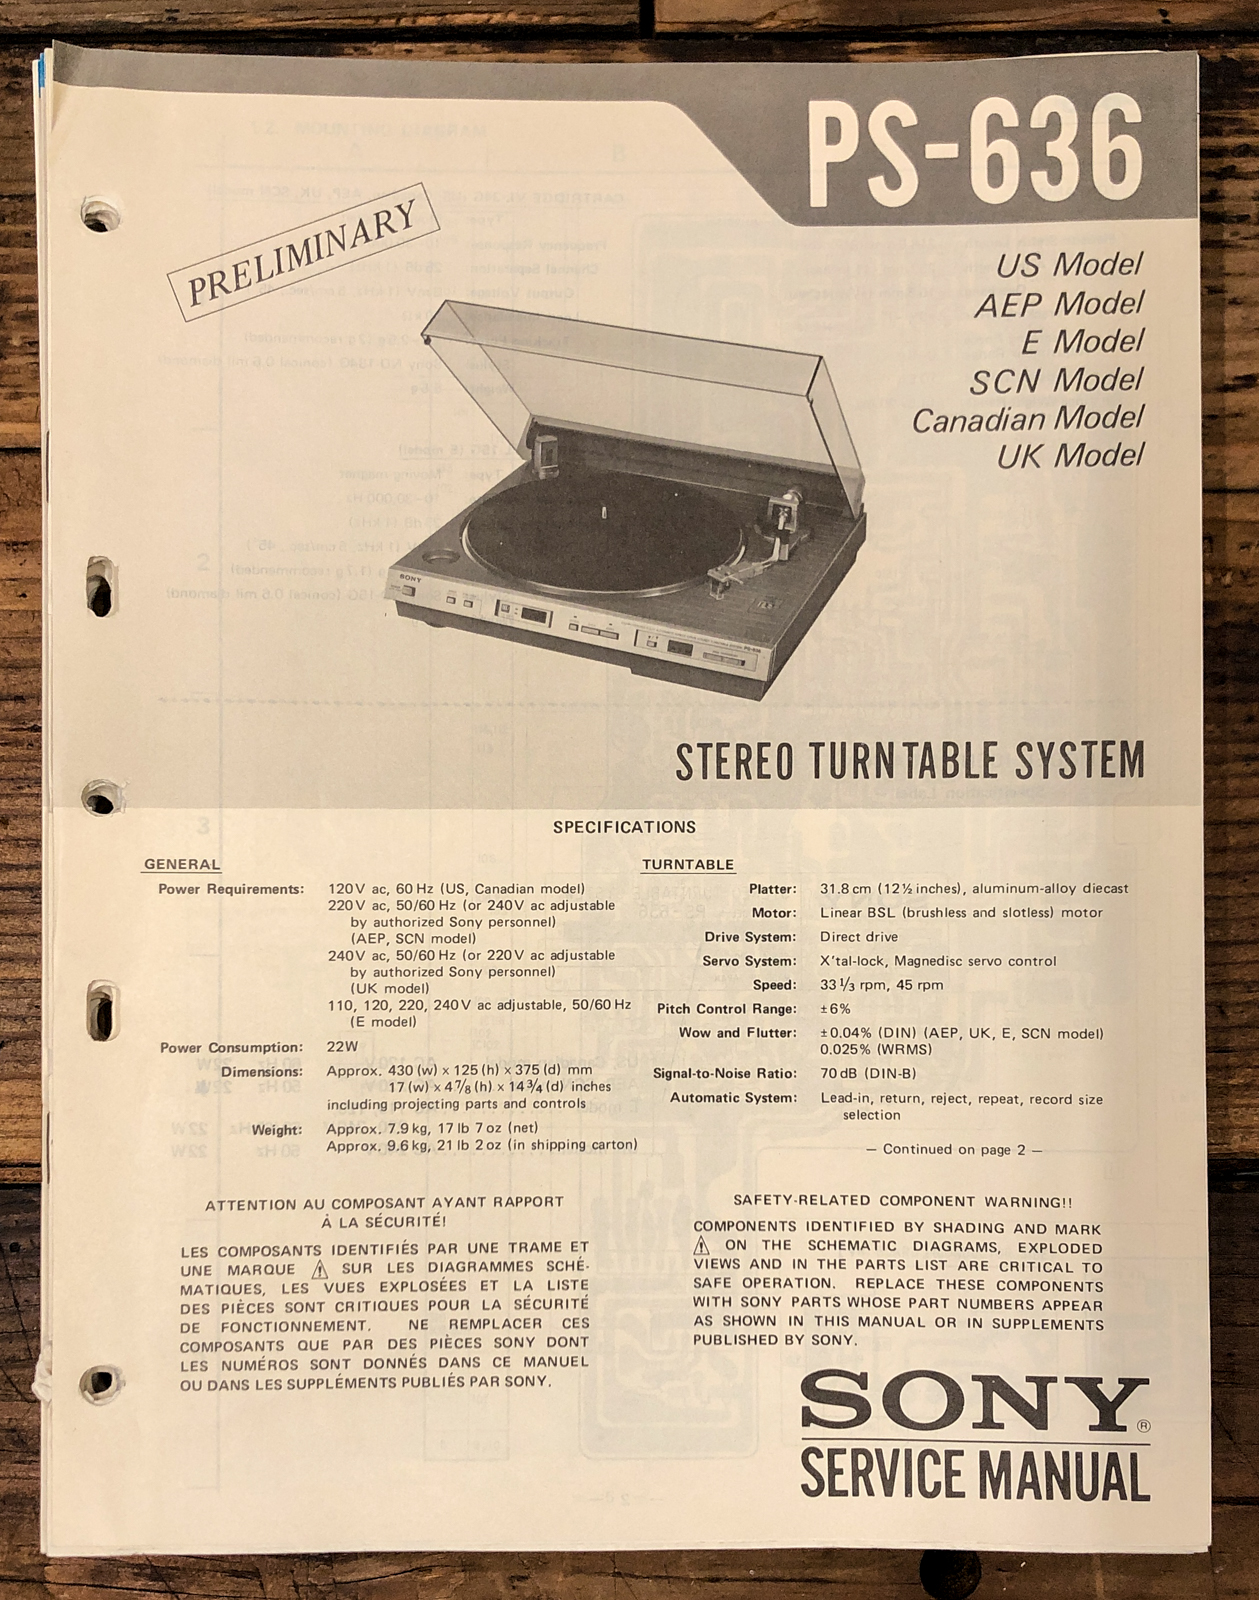 PS-636
PRELIMINARY
US Model
AEP Model
E Model
SCN Model
Canadian Model
UK Model
SONY
STEREO TURNTABLE SYSTEM
SPECIFICATIONS
GENERAL
Power Requirements: 120 V ac, 60 Hz (US, Canadian model)
220 V ac, 50/60 Hz (or 240 V ac adjustable
by authorized Sony personnel)
(AEP, SCN model)
240 V ac, 50/60 Hz (or 220 V ac adjustable
by authorized Sony personnel)
(UK model)
110, 120, 220, 240 V ac adjustable, 50/60 Hz
(E model)
Power Consumption: 22W
Dimensions: Approx. 430 (w) x 125 (h) x 375 (d) mm
17 (w) x 4 7/8 (h) x 14 3/4 (d) inches
including projecting parts and controls
Weight: Approx. 7.9 kg, 17 lb 7 oz (net)
Approx. 9.6 kg, 21 lb 2 oz (in shipping carton)
TURNTABLE
Platter: 31.8 cm (12 ½ inches), aluminum-alloy diecast
Motor: Linear BSL (brushless and slotless) motor
Drive System: Direct drive
Servo System: X'tal-lock, Magnedisc servo control
Speed: 33 1/3 rpm, 45 rpm
Pitch Control Range: ±6%
Wow and Flutter: ±0.04% (DIN) (AEP, UK, E, SCN model)
0.025% (WRMS)
Signal-to-Noise Ratio: 70 dB (DIN-B)
Automatic System: Lead-in, return, reject, repeat, record size
selection
— Continued on page 2 —
ATTENTION AU COMPOSANT AYANT RAPPORT
À LA SÉCURITÉ!
LES COMPOSANTS IDENTIFIÉS PAR UNE TRAME ET
UNE MARQUE ⚠ SUR LES DIAGRAMMES SCHÉ-
MATIQUES, LES VUES EXPLOSÉES ET LA LISTE
DES PIÈCES SONT CRITIQUES POUR LA SÉCURITÉ
DE FONCTIONNEMENT. NE REMPLACER CES
COMPOSANTS QUE PAR DES PIÈCES SONY DONT
LES NUMÉROS SONT DONNÉS DANS CE MANUEL
OU DANS LES SUPPLÉMENTS PUBLIÉS PAR SONY.
SAFETY-RELATED COMPONENT WARNING!!
COMPONENTS IDENTIFIED BY SHADING AND MARK
⚠ ON THE SCHEMATIC DIAGRAMS, EXPLODED
VIEWS AND IN THE PARTS LIST ARE CRITICAL TO
SAFE OPERATION. REPLACE THESE COMPONENTS
WITH SONY PARTS WHOSE PART NUMBERS APPEAR
AS SHOWN IN THIS MANUAL OR IN SUPPLEMENTS
PUBLISHED BY SONY.
SONY®
SERVICE MANUAL